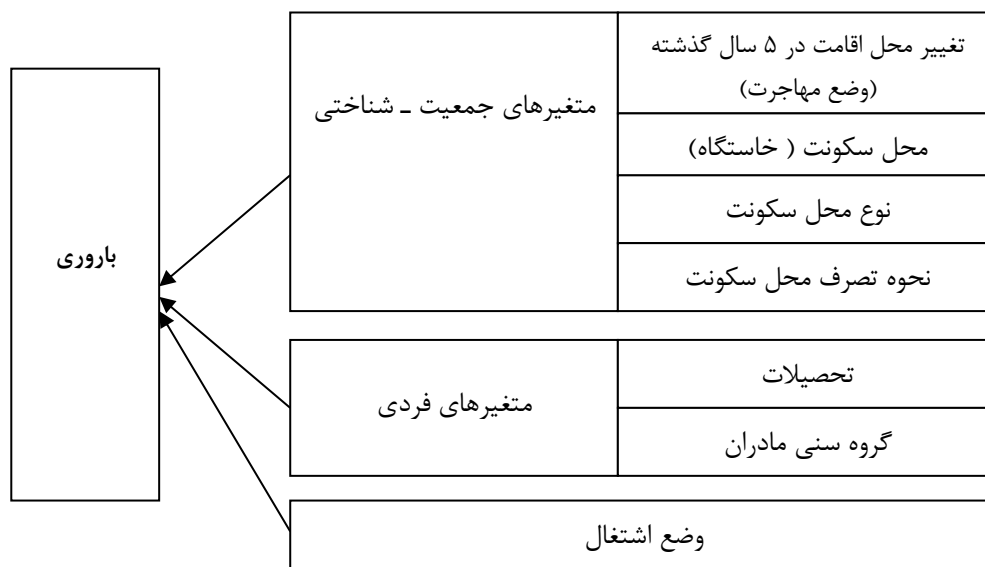 تغییر محل اقامت در ۵ سال گذشته
(وضع مهاجرت)
متغیرهای جمعیت ـ شناختی
محل سکونت ( خاستگاه)
نوع محل سکونت
باروری
نحوه تصرف محل سکونت
تحصیلات
متغیرهای فردی
گروه سنی مادران
وضع اشتغال